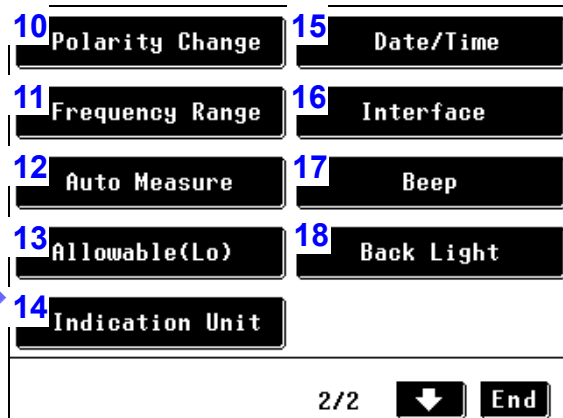 10 Polarity Change
15 Date/Time
11 Frequency Range
16 Interface
12 Auto Measure
17 Beep
13 Allowable(Lo)
18 Back Light
14 Indication Unit
2/2 End